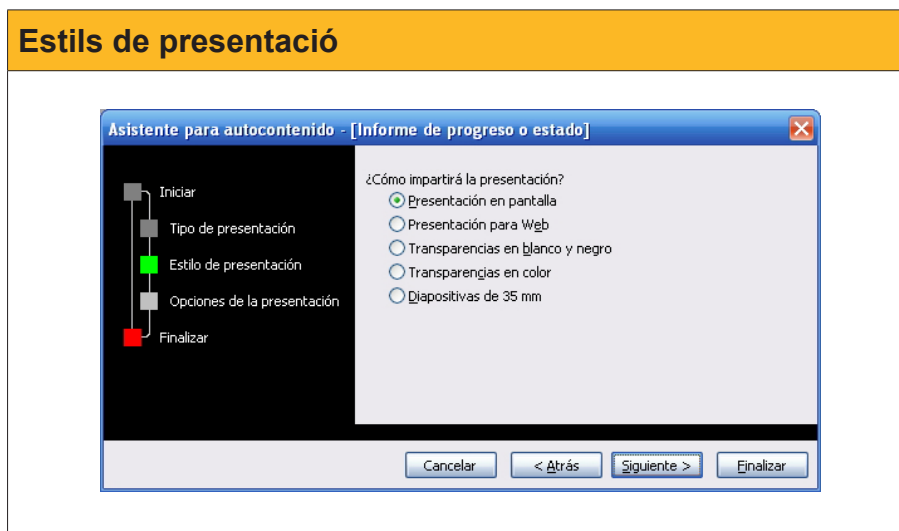 Estils de presentació
Asistente para autocontenido - [Informe de progreso o estado]
Iniciar
Tipo de presentación
Estilo de presentación
Opciones de la presentación
Finalizar
¿Cómo impartirá la presentación?
Presentación en pantalla
Presentación para Web
Transparencias en blanco y negro
Transparencias en color
Diapositivas de 35 mm
Cancelar
< Atrás
Siguiente >
Finalizar